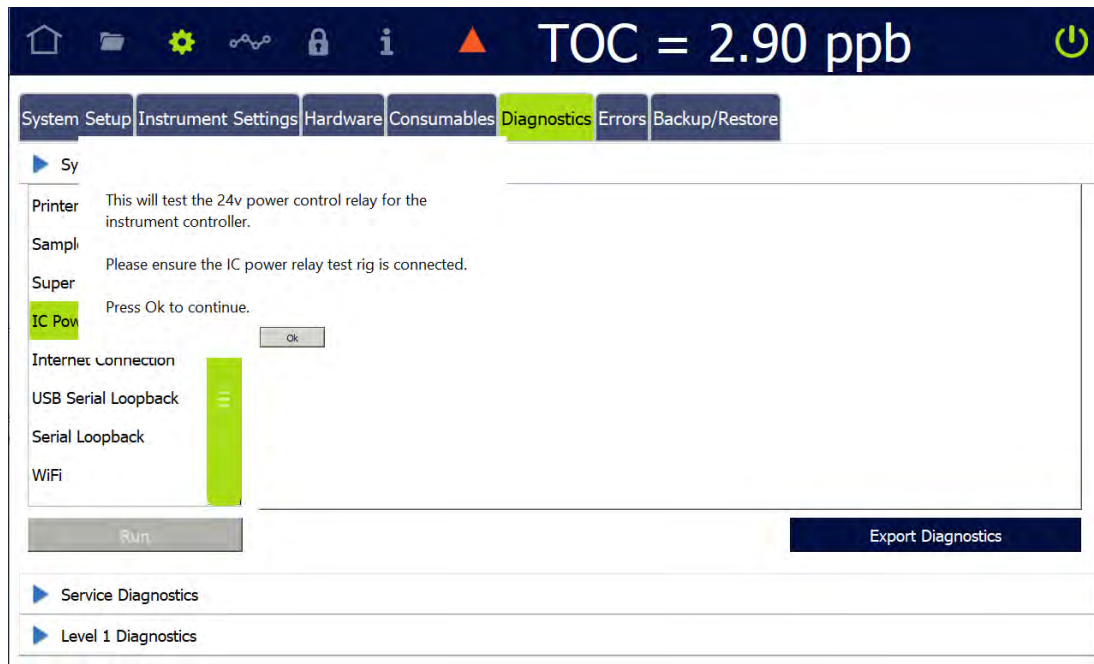 TOC = 2.90 ppb
System Setup Instrument Settings Hardware Consumables Diagnostics Errors Backup/Restore
Sy
This will test the 24v power control relay for the
instrument controller.
Please ensure the IC power relay test rig is connected.
Press Ok to continue.
Ok
Printer
Sampl
Super
IC Pow
Internet Connection
USB Serial Loopback
Serial Loopback
WiFi
Run
Export Diagnostics
Service Diagnostics
Level 1 Diagnostics